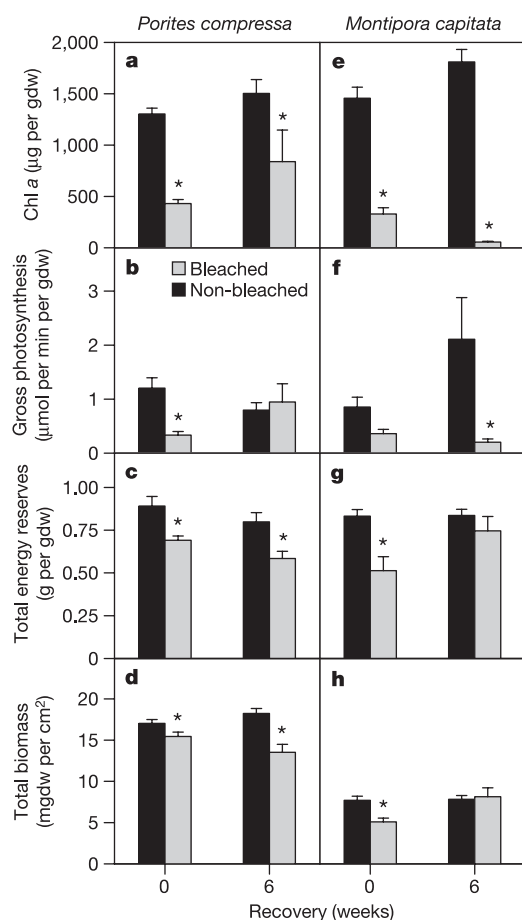 Porites compressa
Montipora capitata
2,000
1,500
1,000
500
0
Chl a (µg per gdw)
a
*
*
e
*
*
3
2
1
0
Gross photosynthesis
(µmol per min per gdw)
b
Bleached
Non-bleached
*
f
*
1.00
0.75
0.50
0.25
0
Total energy reserves
(g per gdw)
c
*
*
g
*
20
15
10
5
0
Total biomass
(mgdw per cm²)
d
*
*
h
*
0
6
0
6
Recovery (weeks)